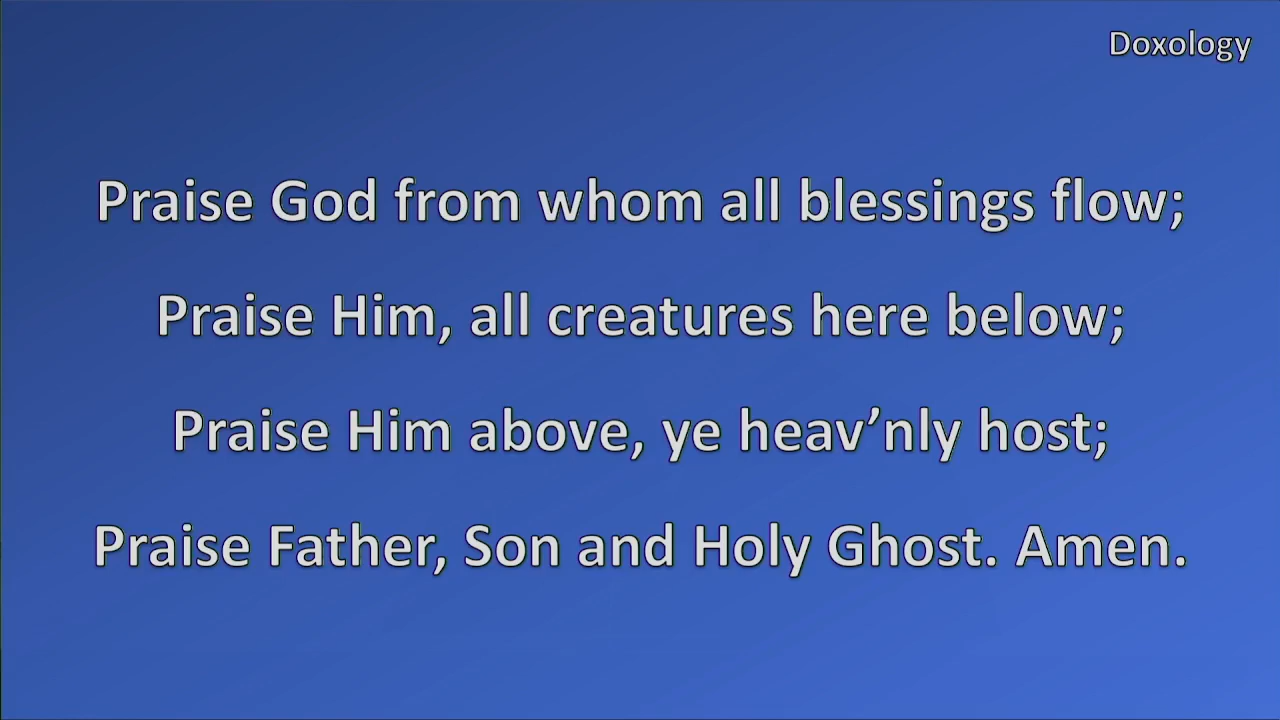 Doxology
Praise God from whom all blessings flow;
Praise Him, all creatures here below;
Praise Him above, ye heav’nly host;
Praise Father, Son and Holy Ghost. Amen.